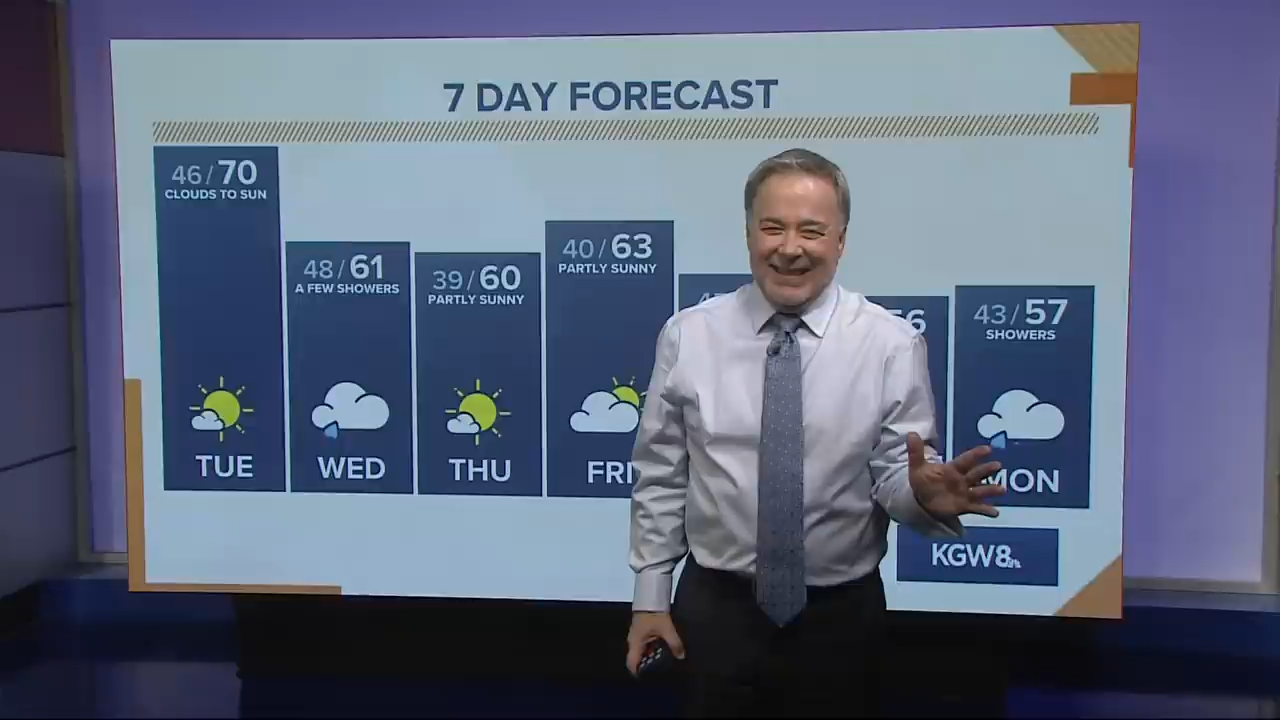 7 DAY FORECAST
46/70
CLOUDS TO SUN
TUE
48/61
A FEW SHOWERS
WED
39/60
PARTLY SUNNY
THU
40/63
PARTLY SUNNY
FRI
43/57
SHOWERS
MON
KGW8